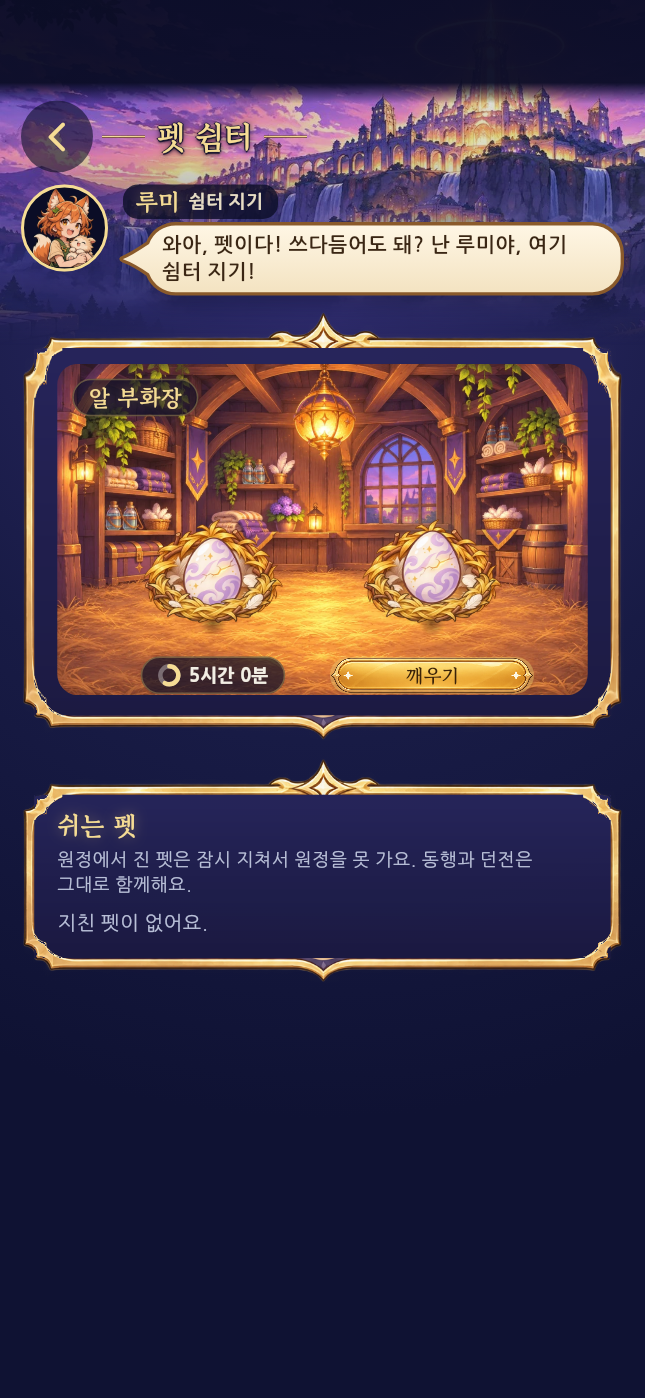 펫 쉼터
루미 쉼터 지기
와아, 펫이다! 쓰다듬어도 돼? 난 루미야, 여기
쉼터 지기!
알 부화장
5시간 0분
깨우기
쉬는 펫
원정에서 진 펫은 잠시 지쳐서 원정을 못 가요. 동행과 던전은
그대로 함께해요.
지친 펫이 없어요.